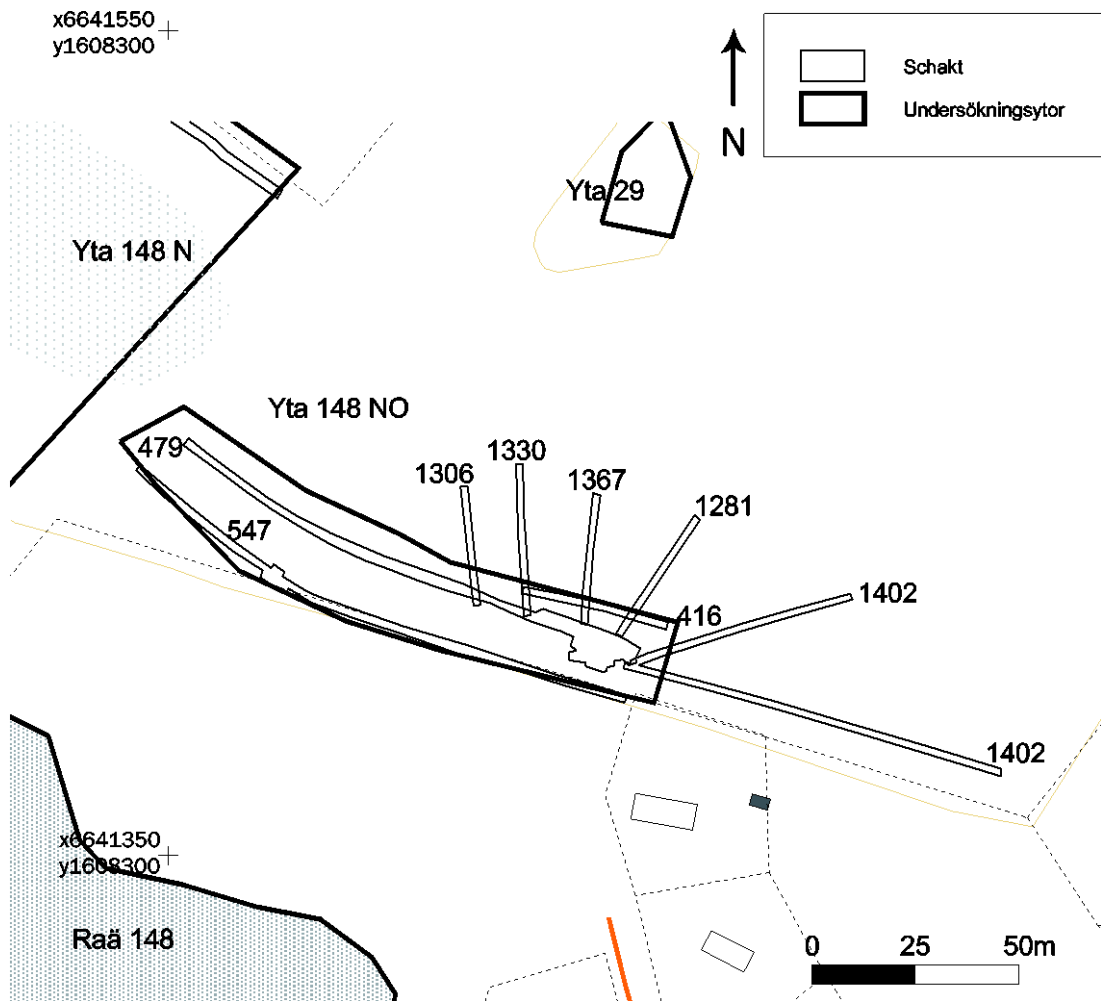 x6641550
y1608300
Schakt
Undersökningsytor
N
Yta 29
Yta 148 N
Yta 148 NO
479
1330
1306
1367
1281
547
1402
416
1402
x6641350
y1608300
Raä 148
0 25 50m